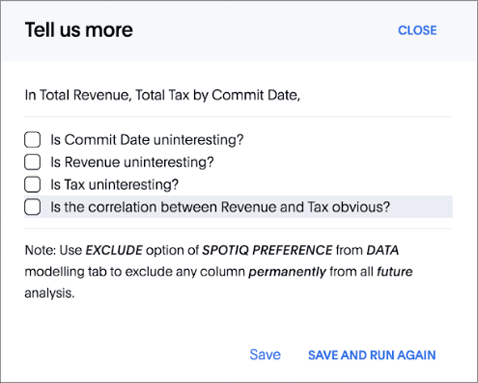 Tell us more
CLOSE
In Total Revenue, Total Tax by Commit Date,
Is Commit Date uninteresting?
Is Revenue uninteresting?
Is Tax uninteresting?
Is the correlation between Revenue and Tax obvious?
Note: Use EXCLUDE option of SPOTIQ PREFERENCE from DATA
modelling tab to exclude any column permanently from all future
analysis.
Save
SAVE AND RUN AGAIN